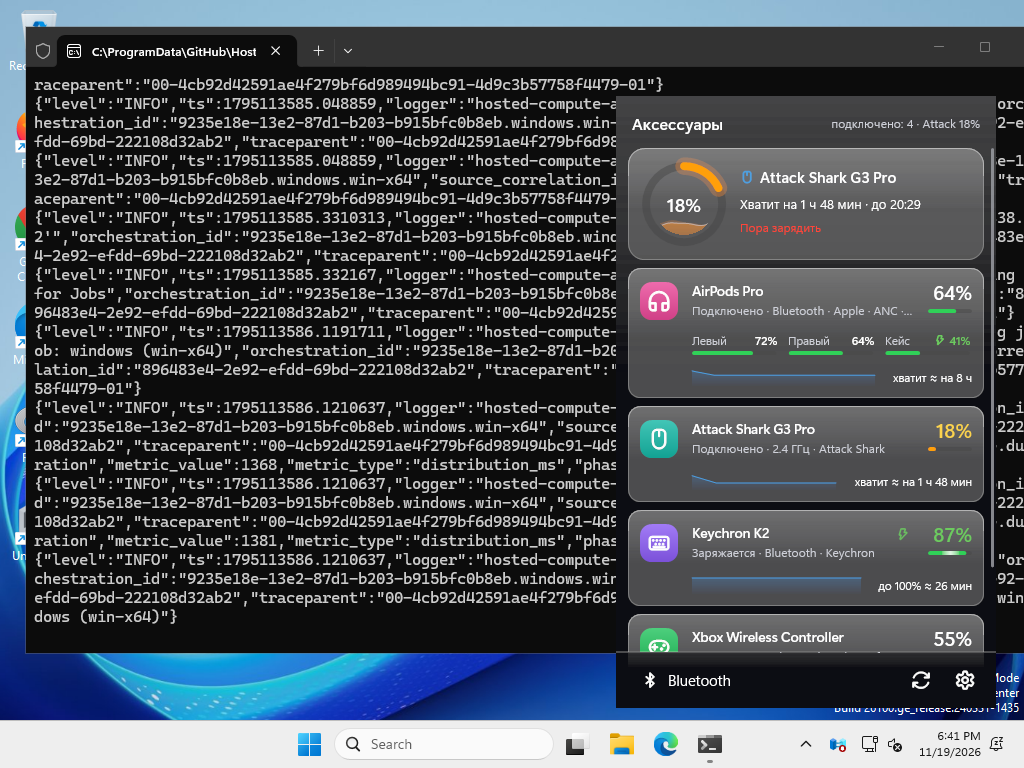 C:\ProgramData\GitHub\Host
raceparent":"00-4cb92d42591ae4f279bf6d989494bc91-4d9c3b57758f4479-01"}
{"level":"INFO","ts":1795113585.048859,"logger":"hosted-compute-a
hestration_id":"9235e18e-13e2-87d1-b203-b915bfc0b8eb.windows.win-
efdd-69bd-222108d32ab2","traceparent":"00-4cb92d42591ae4f279bf6d98
{"level":"INFO","ts":1795113585.048859,"logger":"hosted-compute-a
3e2-87d1-b203-b915bfc0b8eb.windows.win-x64","source_correlation_i
aceparent":"00-4cb92d42591ae4f279bf6d989494bc91-4d9c3b57758f4479-
{"level":"INFO","ts":1795113585.3310313,"logger":"hosted-compute-
2'","orchestration_id":"9235e18e-13e2-87d1-b203-b915bfc0b8eb.wind
4-2e92-efdd-69bd-222108d32ab2","traceparent":"00-4cb92d42591ae4f2
{"level":"INFO","ts":1795113585.332167,"logger":"hosted-compute-a
for Jobs","orchestration_id":"9235e18e-13e2-87d1-b203-b915bfc0b8e
96483e4-2e92-efdd-69bd-222108d32ab2","traceparent":"00-4cb92d4259
{"level":"INFO","ts":1795113586.1191711,"logger":"hosted-compute-
ob: windows (win-x64)","orchestration_id":"9235e18e-13e2-87d1-b20
lation_id":"896483e4-2e92-efdd-69bd-222108d32ab2","traceparent":"
58f4479-01"}
{"level":"INFO","ts":1795113586.1210637,"logger":"hosted-compute-
d":"9235e18e-13e2-87d1-b203-b915bfc0b8eb.windows.win-x64","source
108d32ab2","traceparent":"00-4cb92d42591ae4f279bf6d989494bc91-4d9
ration","metric_value":1368,"metric_type":"distribution_ms","phas
{"level":"INFO","ts":1795113586.1210637,"logger":"hosted-compute-
d":"9235e18e-13e2-87d1-b203-b915bfc0b8eb.windows.win-x64","source
108d32ab2","traceparent":"00-4cb92d42591ae4f279bf6d989494bc91-4d9
ration","metric_value":1381,"metric_type":"distribution_ms","phas
{"level":"INFO","ts":1795113586.1210637,"logger":"hosted-compute-
chestration_id":"9235e18e-13e2-87d1-b203-b915bfc0b8eb.windows.win
efdd-69bd-222108d32ab2","traceparent":"00-4cb92d42591ae4f279bf6d9
dows (win-x64)"}
Аксессуары
подключено: 4 · Attack 18%
18%
Attack Shark G3 Pro
Хватит на 1 ч 48 мин · до 20:29
Пора зарядить
AirPods Pro
64%
Подключено · Bluetooth · Apple · ANC ·...
Левый 72% Правый 64% Кейс 41%
хватит ≈ на 8 ч
Attack Shark G3 Pro
18%
Подключено · 2.4 ГГц · Attack Shark
хватит ≈ на 1 ч 48 мин
Keychron K2
87%
Заряжается · Bluetooth · Keychron
до 100% ≈ 26 мин
Xbox Wireless Controller
55%
Bluetooth
Search
6:41 PM
11/19/2026